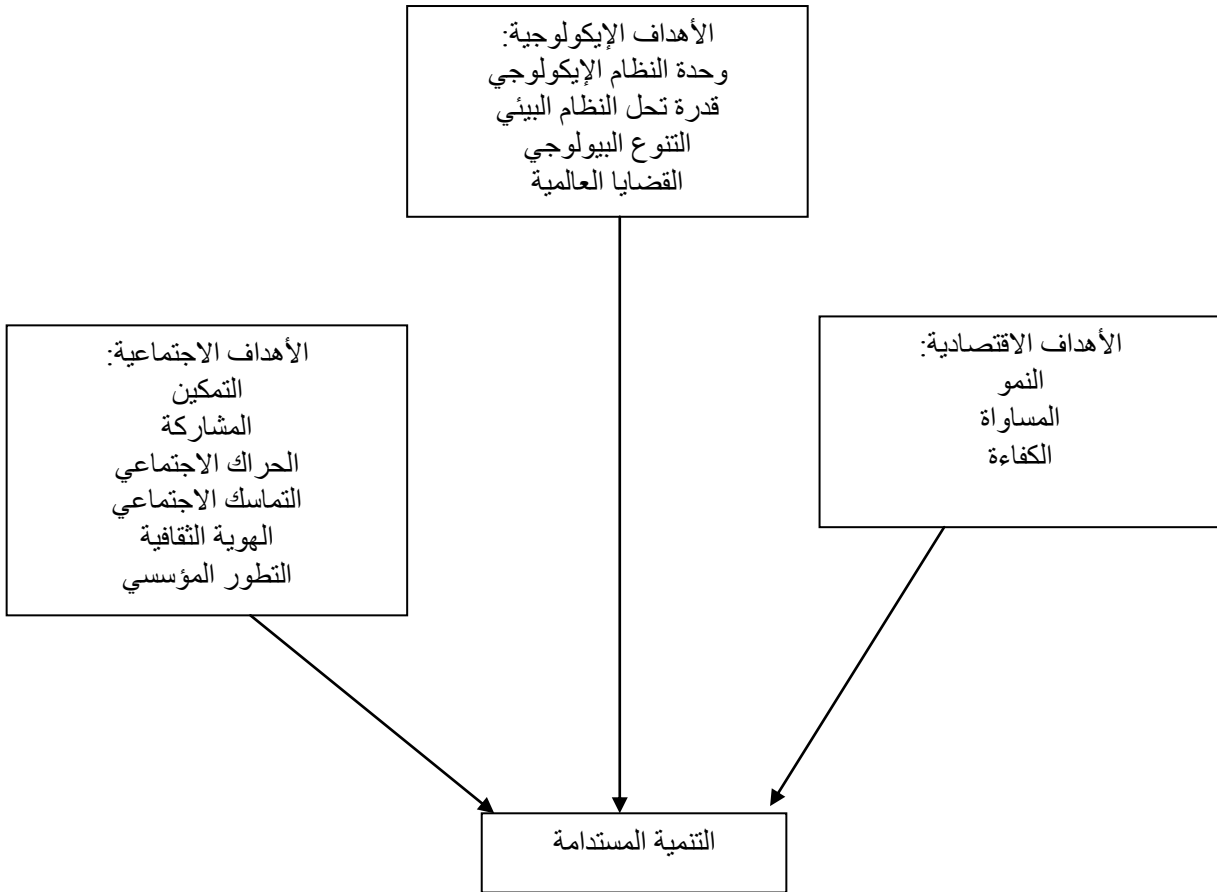 الأهداف الإيكولوجية:
وحدة النظام الإيكولوجي
قدرة تحل النظام البيئي
التنوع البيولوجي
القضايا العالمية
الأهداف الاقتصادية:
النمو
المساواة
الكفاءة
الأهداف الاجتماعية:
التمكين
المشاركة
الحراك الاجتماعي
التماسك الاجتماعي
الهوية الثقافية
التطور المؤسسي
التنمية المستدامة